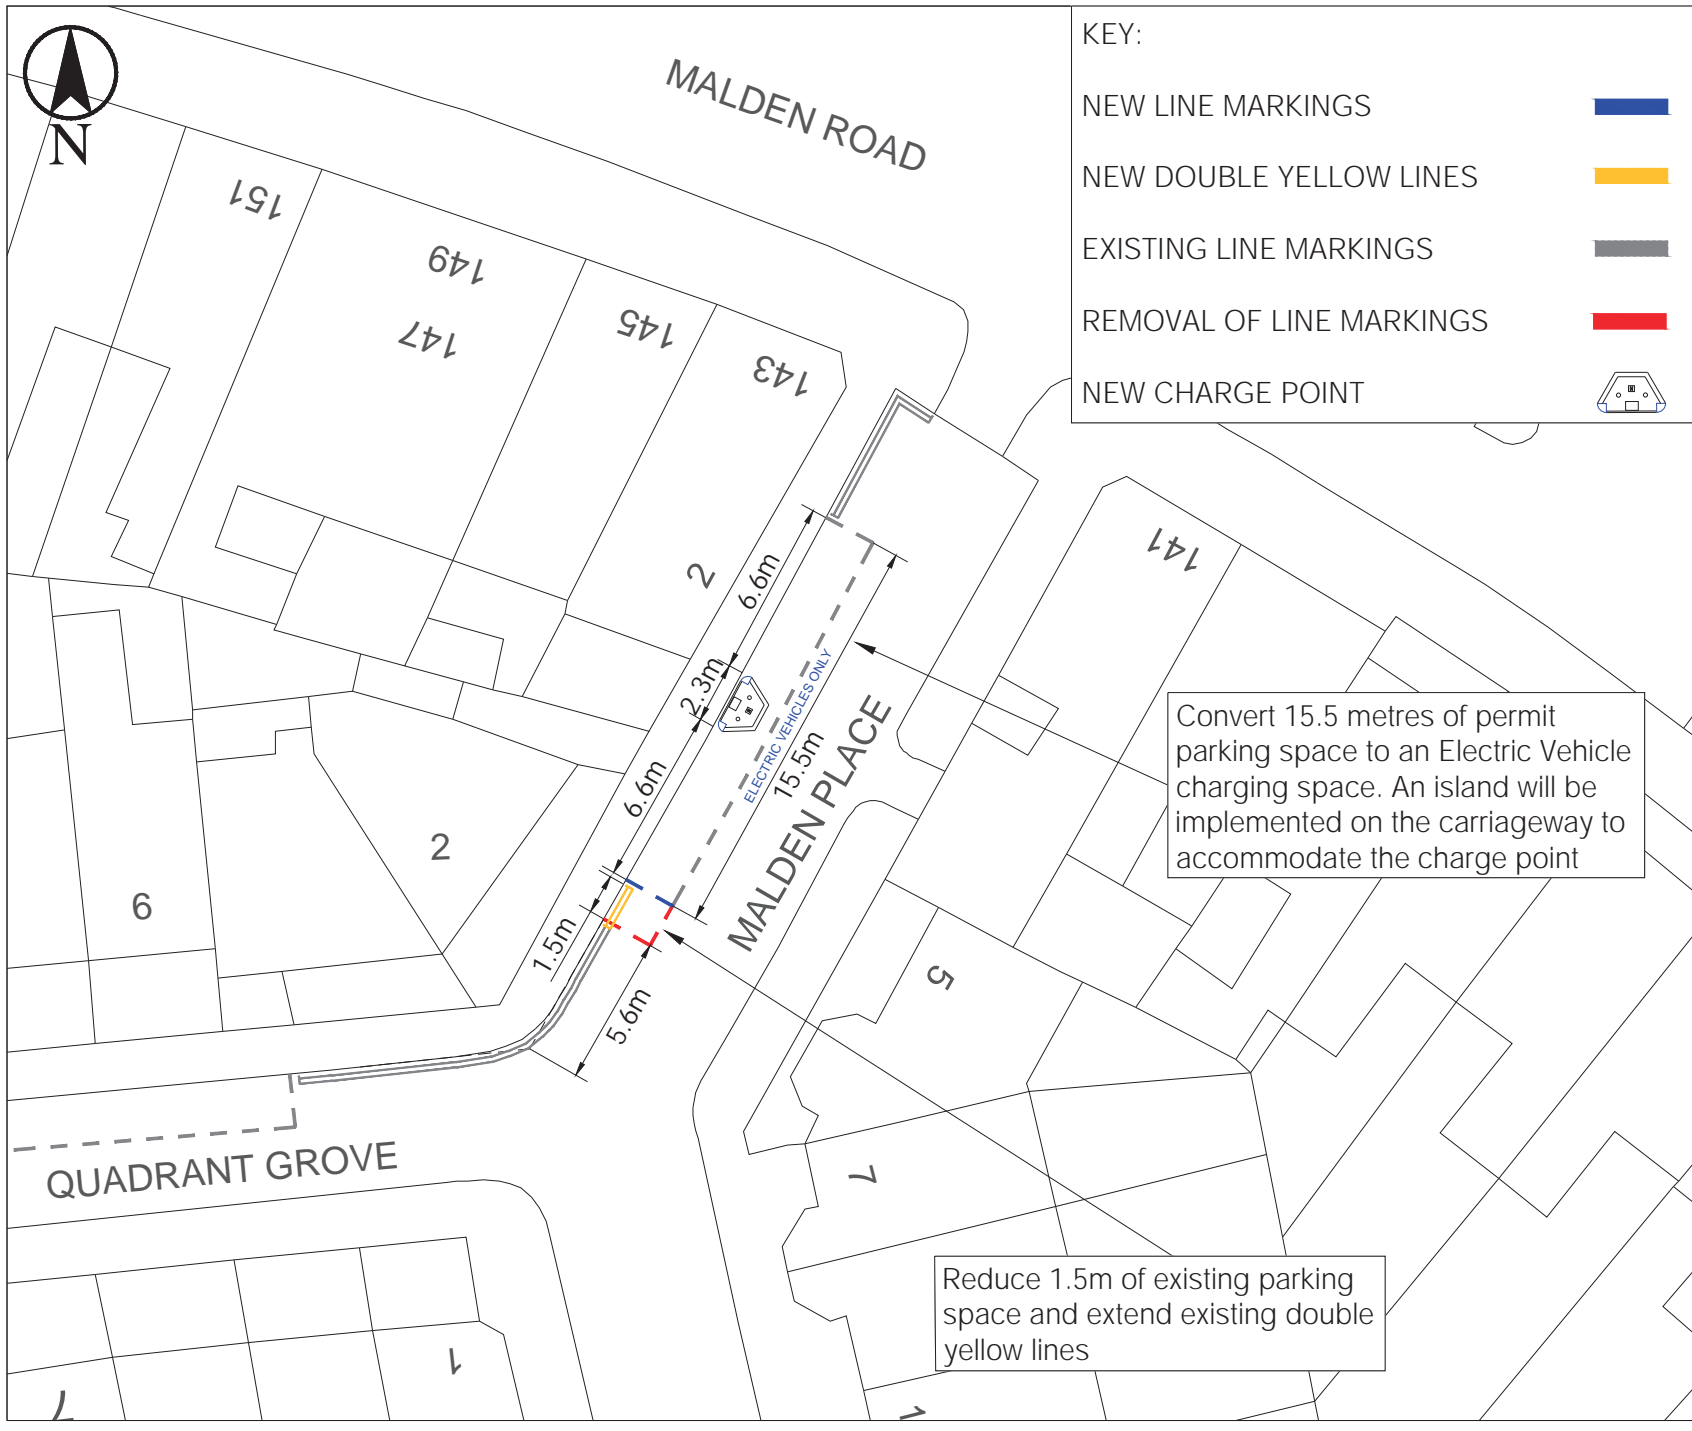 N
MALDEN ROAD
KEY:
NEW LINE MARKINGS
NEW DOUBLE YELLOW LINES
EXISTING LINE MARKINGS
REMOVAL OF LINE MARKINGS
NEW CHARGE POINT
151
149
147
145
143
2
141
6.6m
2.3m
6.6m
ELECTRIC VEHICLES ONLY
15.5m
MALDEN PLACE
Convert 15.5 metres of permit
parking space to an Electric Vehicle
charging space. An island will be
implemented on the carriageway to
accommodate the charge point
2
6
1.5m
5.6m
5
QUADRANT GROVE
7
Reduce 1.5m of existing parking
space and extend existing double
yellow lines
1
7
1